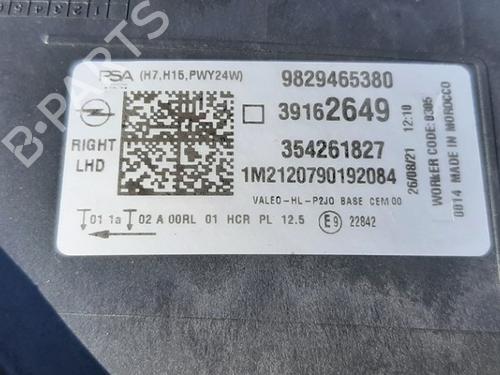 PSA (H7,H15,PWY24W)
9829465380
39162649
RIGHT
LHD
354261827
1M2120790192084
VALEO-HL-P2JO BASE CEM 00
01 1a 02 A 00RL 01 HCR PL 12.5 E9 22842
26/08/21 12:10
WORKER CODE:0305
0014 MADE IN MOROCCO
B-PARTS